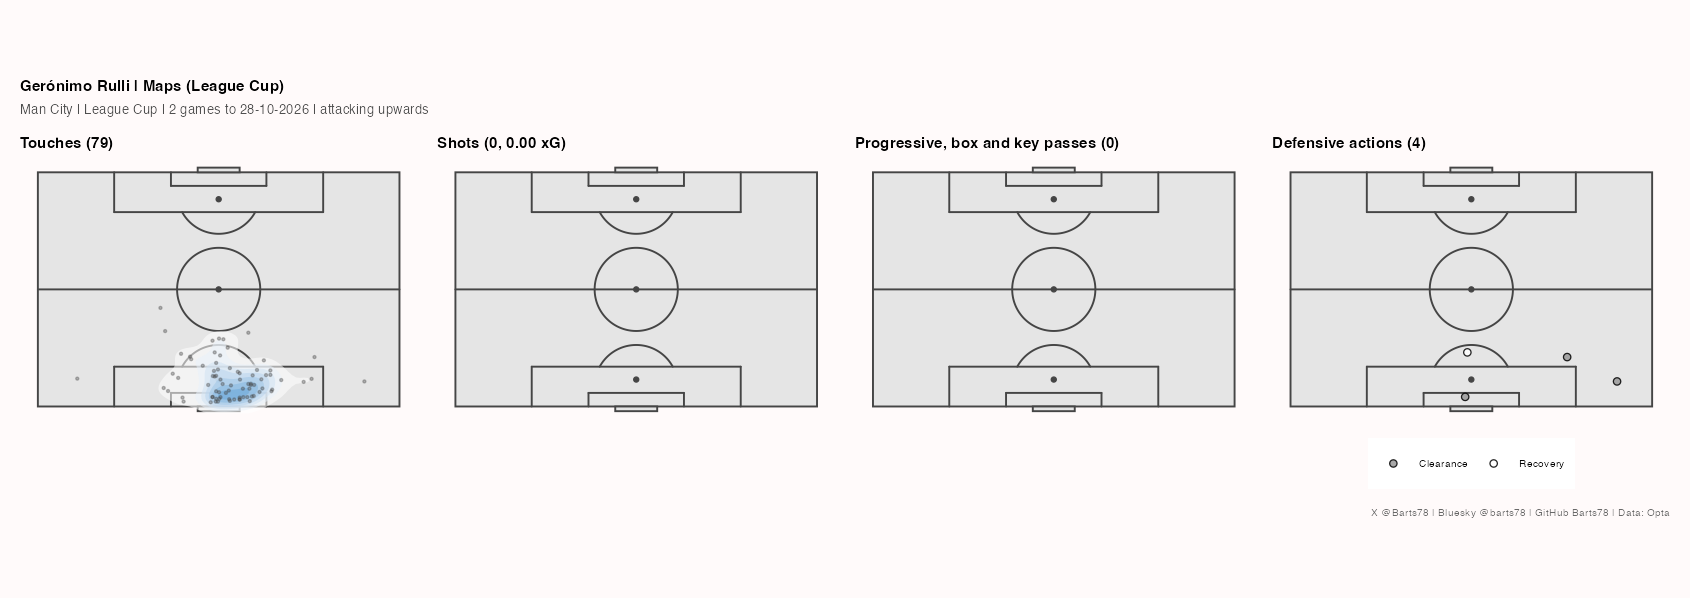 Gerónimo Rulli | Maps (League Cup)
Man City | League Cup | 2 games to 28-10-2026 | attacking upwards
Touches (79)
Shots (0, 0.00 xG)
Progressive, box and key passes (0)
Defensive actions (4)
Clearance
Recovery
X @Barts78 | Bluesky @barts78 | GitHub Barts78 | Data: Opta